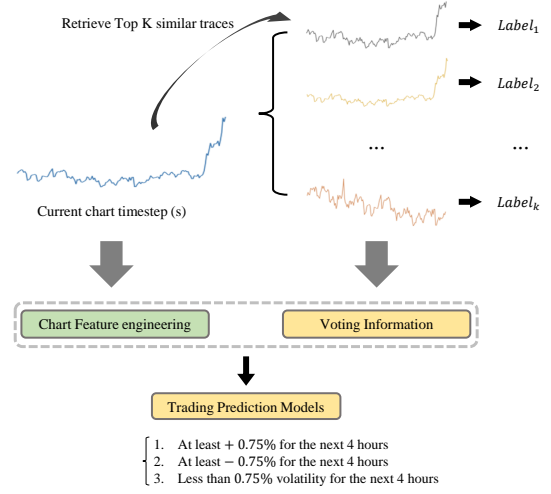 Retrieve Top K similar traces
Label₁
Label₂
... ...
Labelₖ
Current chart timestep (s)
Chart Feature engineering
Voting Information
Trading Prediction Models
1. At least + 0.75% for the next 4 hours
2. At least − 0.75% for the next 4 hours
3. Less than 0.75% volatility for the next 4 hours